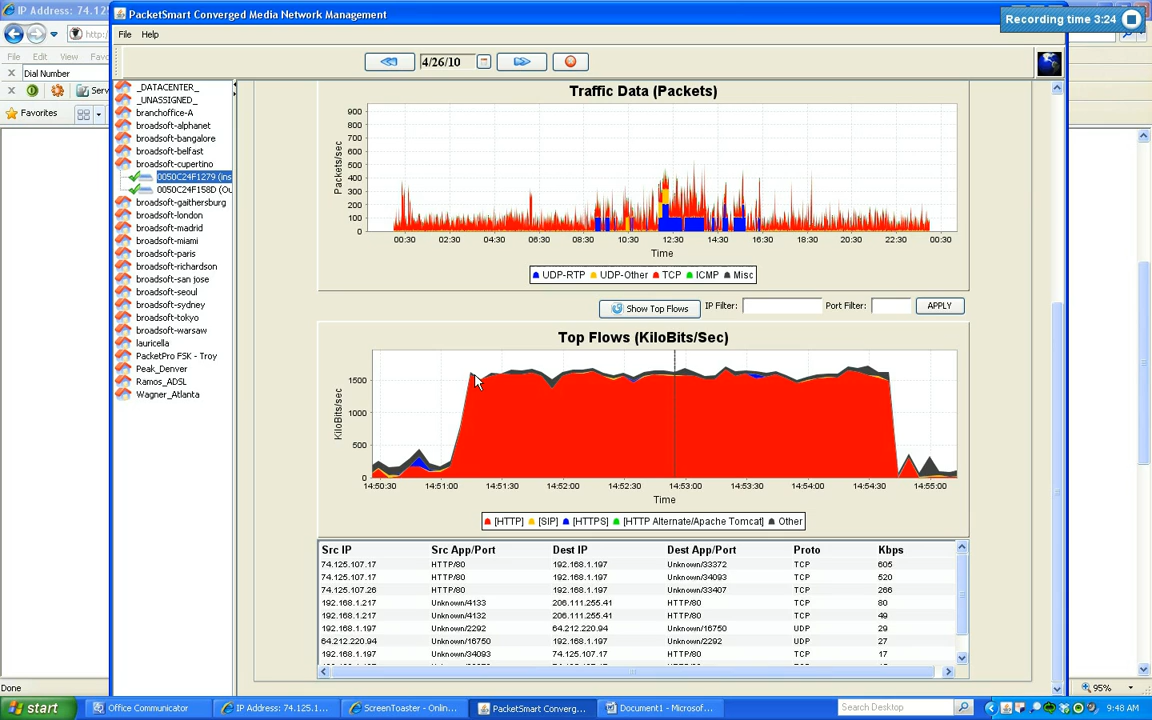 IP Address: 74.12
PacketSmart Converged Media Network Management
Recording time 3:24
http:/
File Edit View Favo
File Help
Dial Number
Serv
4/26/10
Favorites
_DATACENTER_
_UNASSIGNED_
branchoffice-A
broadsoft-alphanet
broadsoft-bangalore
broadsoft-belfast
broadsoft-cupertino
0050C24F1279 (ins
0050C24F158D (Ou
broadsoft-gaithersburg
broadsoft-london
broadsoft-madrid
broadsoft-miami
broadsoft-paris
broadsoft-richardson
broadsoft-san jose
broadsoft-seoul
broadsoft-sydney
broadsoft-tokyo
broadsoft-warsaw
lauricella
PacketPro FSK - Troy
Peak_Denver
Ramos_ADSL
Wagner_Atlanta
Traffic Data (Packets)
Packets/sec
900
800
700
600
500
400
300
200
100
0
00:30 02:30 04:30 06:30 08:30 10:30 12:30 14:30 16:30 18:30 20:30 22:30 00:30
Time
UDP-RTP UDP-Other TCP ICMP Misc
Show Top Flows IP Filter: Port Filter: APPLY
Top Flows (KiloBits/Sec)
KiloBits/sec
1500
1000
500
0
14:50:30 14:51:00 14:51:30 14:52:00 14:52:30 14:53:00 14:53:30 14:54:00 14:54:30 14:55:00
Time
[HTTP] [SIP] [HTTPS] [HTTP Alternate/Apache Tomcat] Other
Src IP Src App/Port Dest IP Dest App/Port Proto Kbps
74.125.107.17 HTTP/80 192.168.1.197 Unknown/33372 TCP 605
74.125.107.17 HTTP/80 192.168.1.197 Unknown/34093 TCP 520
74.125.107.26 HTTP/80 192.168.1.197 Unknown/33407 TCP 266
192.168.1.217 Unknown/4133 206.111.255.41 HTTP/80 TCP 80
192.168.1.217 Unknown/4132 206.111.255.41 HTTP/80 TCP 49
192.168.1.197 Unknown/2292 64.212.220.94 Unknown/16750 UDP 29
64.212.220.94 Unknown/16750 192.168.1.197 Unknown/2292 UDP 27
192.168.1.197 Unknown/34093 74.125.107.17 HTTP/80 TCP 17
Done
95%
start Office Communicator IP Address: 74.125.1... ScreenToaster - Onlin... PacketSmart Converg... Document1 - Microsof... Search Desktop 9:48 AM